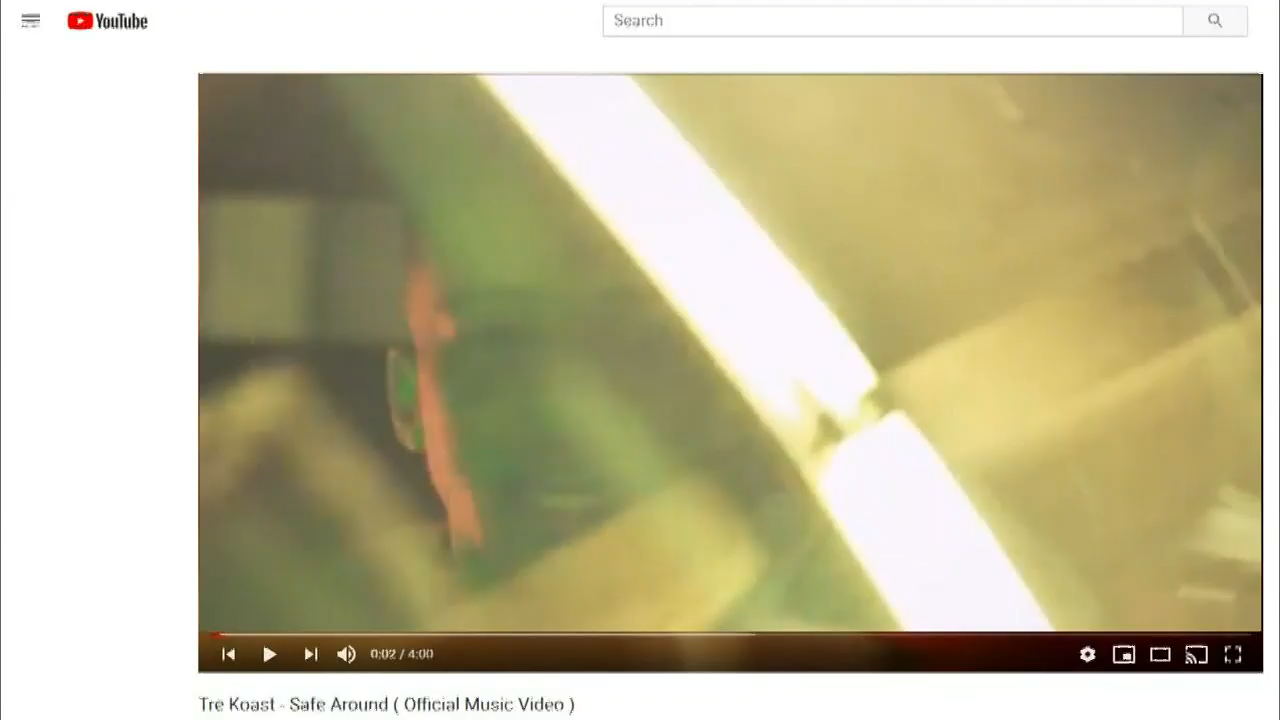 YouTube
Search
0:02 / 4:00
Tre Koast - Safe Around ( Official Music Video )